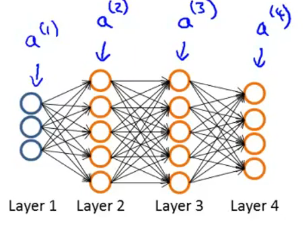 a(1) a(2) a(3) a(4)
Layer 1 Layer 2 Layer 3 Layer 4